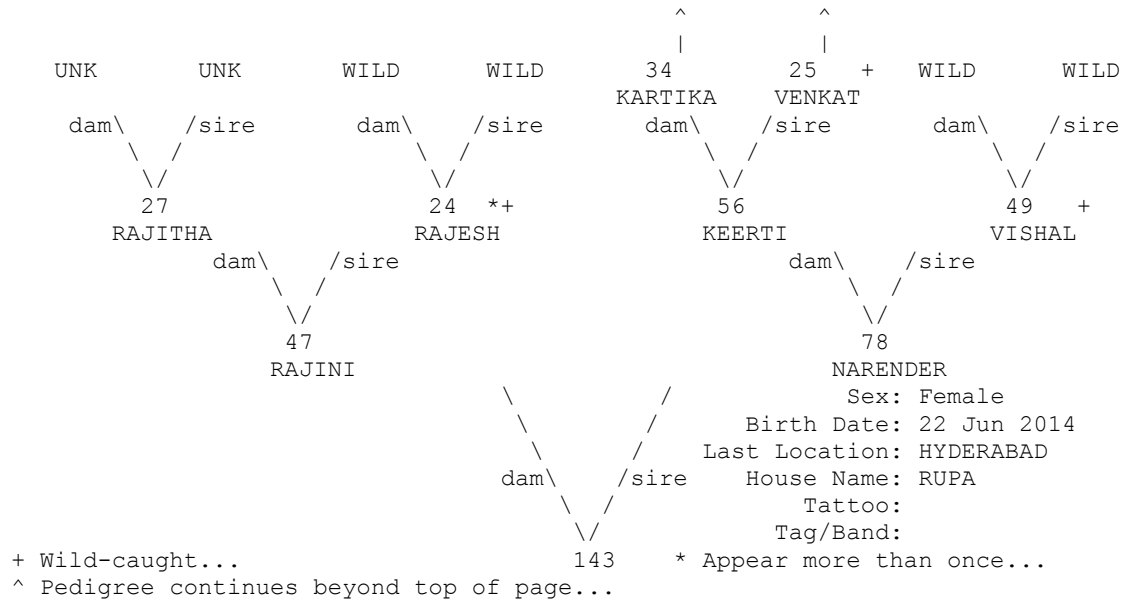 ^ ^
| |
UNK UNK WILD WILD 34 25 + WILD WILD
KARTIKA VENKAT
dam\ /sire dam\ /sire dam\ /sire dam\ /sire
\ / \ / \ / \ /
\/ \/ \/ \/
27 24 *+ 56 49 +
RAJITHA RAJESH KEERTI VISHAL
dam\ /sire dam\ /sire
\ / \ /
\/ \/
47 78
RAJINI NARENDER
\ / Sex: Female
\ / Birth Date: 22 Jun 2014
\ / Last Location: HYDERABAD
dam\ /sire House Name: RUPA
\ / Tattoo:
\/ Tag/Band:
+ Wild-caught... 143 * Appear more than once...
^ Pedigree continues beyond top of page...